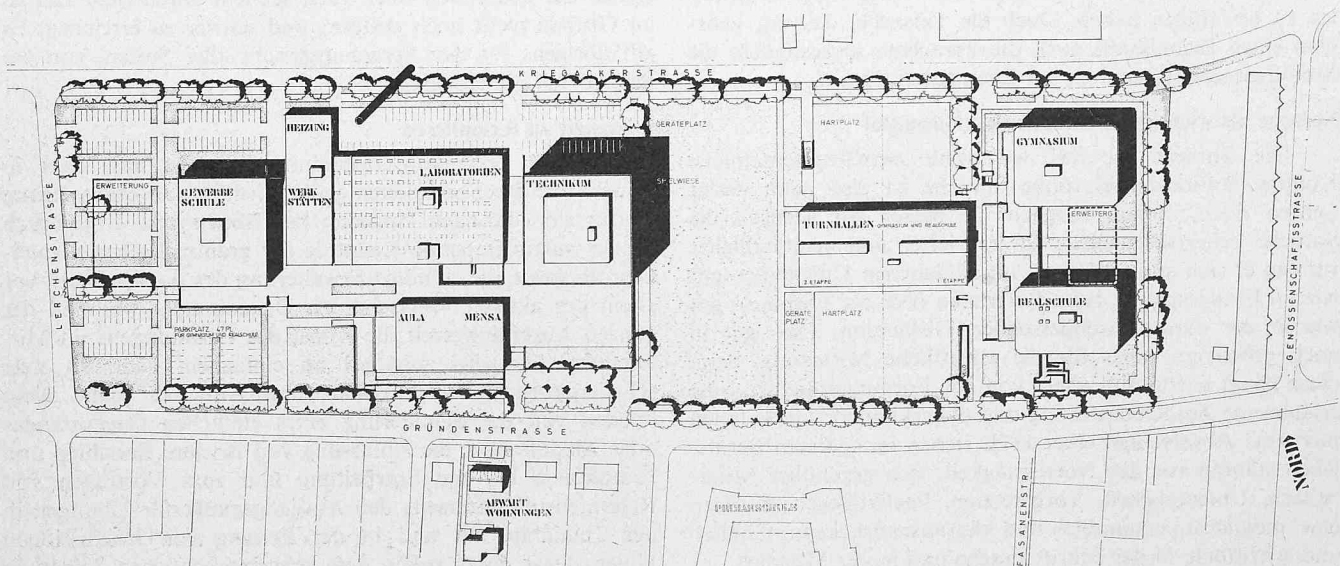 KRIEGACKERSTRASSE
LERCHENSTRASSE
ERWEITERUNG
GEWERBE
SCHULE
HEIZUNG
WERK
STÄTTEN
LABORATORIEN
TECHNIKUM
GERÄTEPLATZ
SPIELWIESE
HARTPLATZ
GYMNASIUM
TURNHALLEN GYMNASIUM UND REALSCHULE
ERWEITERG
2. ETAPPE
1. ETAPPE
GERÄTE
PLATZ
HARTPLATZ
REALSCHULE
GENOSSENSCHAFTSSTRASSE
PARKPLATZ 47 PL
FÜR GYMNASIUM UND REALSCHULE
AULA
MENSA
GRÜNDENSTRASSE
ABWART
WOHNUNGEN
PRIMARSCHULE
FASANENSTR
NORD